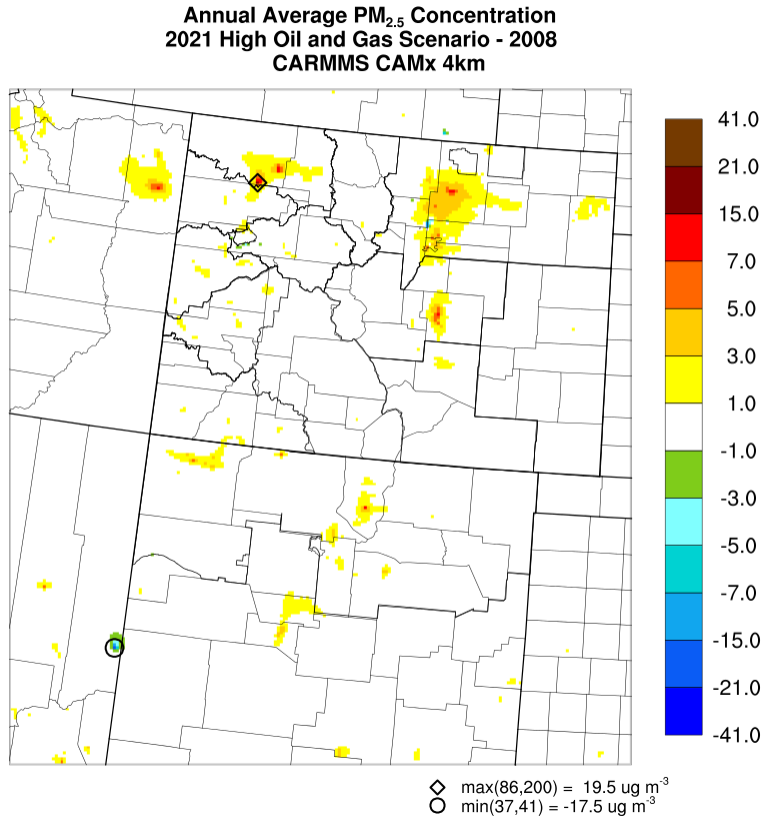 Annual Average PM2.5 Concentration
2021 High Oil and Gas Scenario - 2008
CARMMS CAMx 4km
41.0
21.0
15.0
7.0
5.0
3.0
1.0
-1.0
-3.0
-5.0
-7.0
-15.0
-21.0
-41.0
max(86,200) = 19.5 ug m-3
min(37,41) = -17.5 ug m-3